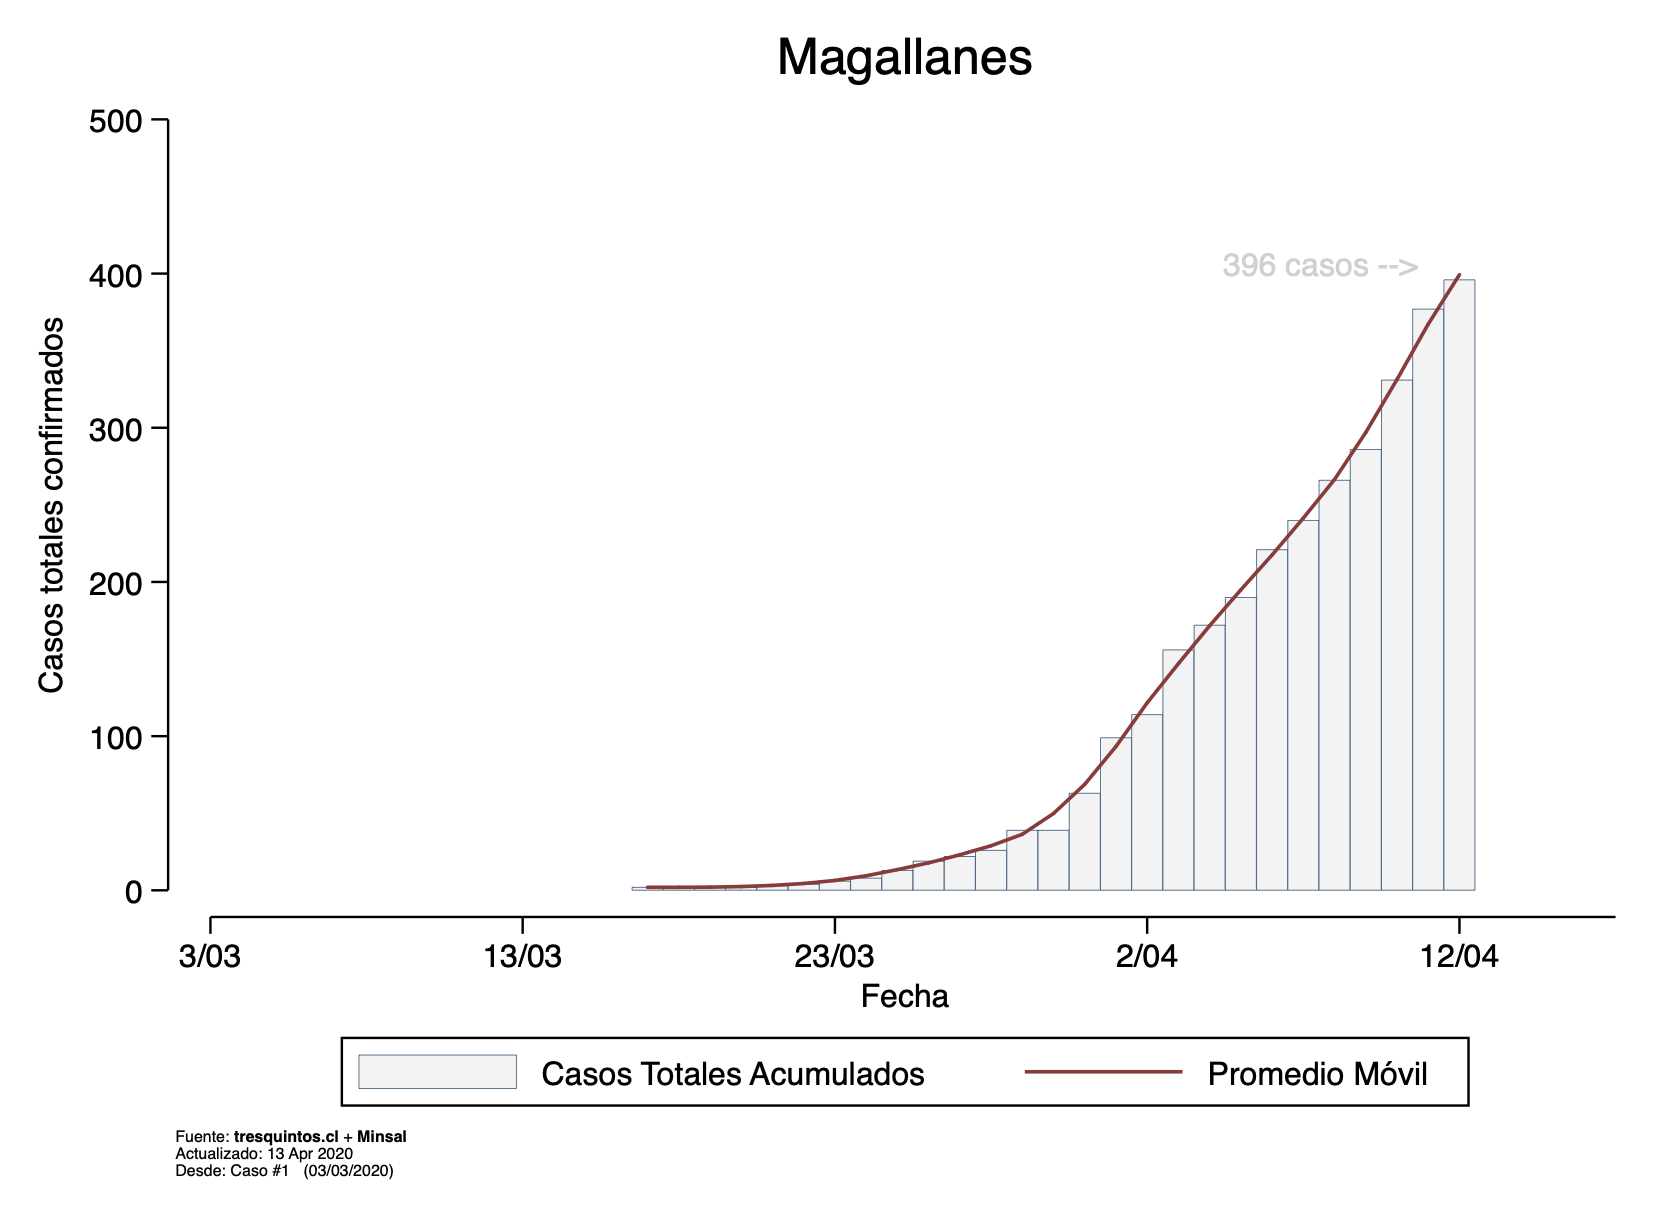 Magallanes
500
400
300
200
100
0
Casos totales confirmados
396 casos -->
3/03 13/03 23/03 2/04 12/04
Fecha
Casos Totales Acumulados Promedio Móvil
Fuente: tresquintos.cl + Minsal
Actualizado: 13 Apr 2020
Desde: Caso #1 (03/03/2020)